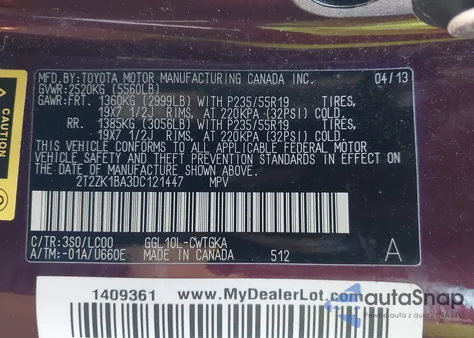 MFD.BY:TOYOTA MOTOR MANUFACTURING CANADA INC. 04/13
GVWR:2520KG (5560LB)
GAWR:FRT. 1360KG (2999LB) WITH P235/55R19 TIRES,
19X7 1/2J RIMS, AT 220KPA (32PSI) COLD
RR. 1385KG (3056LB) WITH P235/55R19 TIRES,
19X7 1/2J RIMS, AT 220KPA (32PSI) COLD.
THIS VEHICLE CONFORMS TO ALL APPLICABLE FEDERAL MOTOR
VEHICLE SAFETY AND THEFT PREVENTION STANDARDS IN EFFECT
ON THE DATE OF MANUFACTURE SHOWN ABOVE.
2T2ZK1BA3DC121447 MPV
C/TR:3S0/LC00 GGL10L-CWTGKA
A/TM:-01A/U660E MADE IN CANADA 512 A
CAUTION
1409361 www.MyDealerLot.com
autoSnap